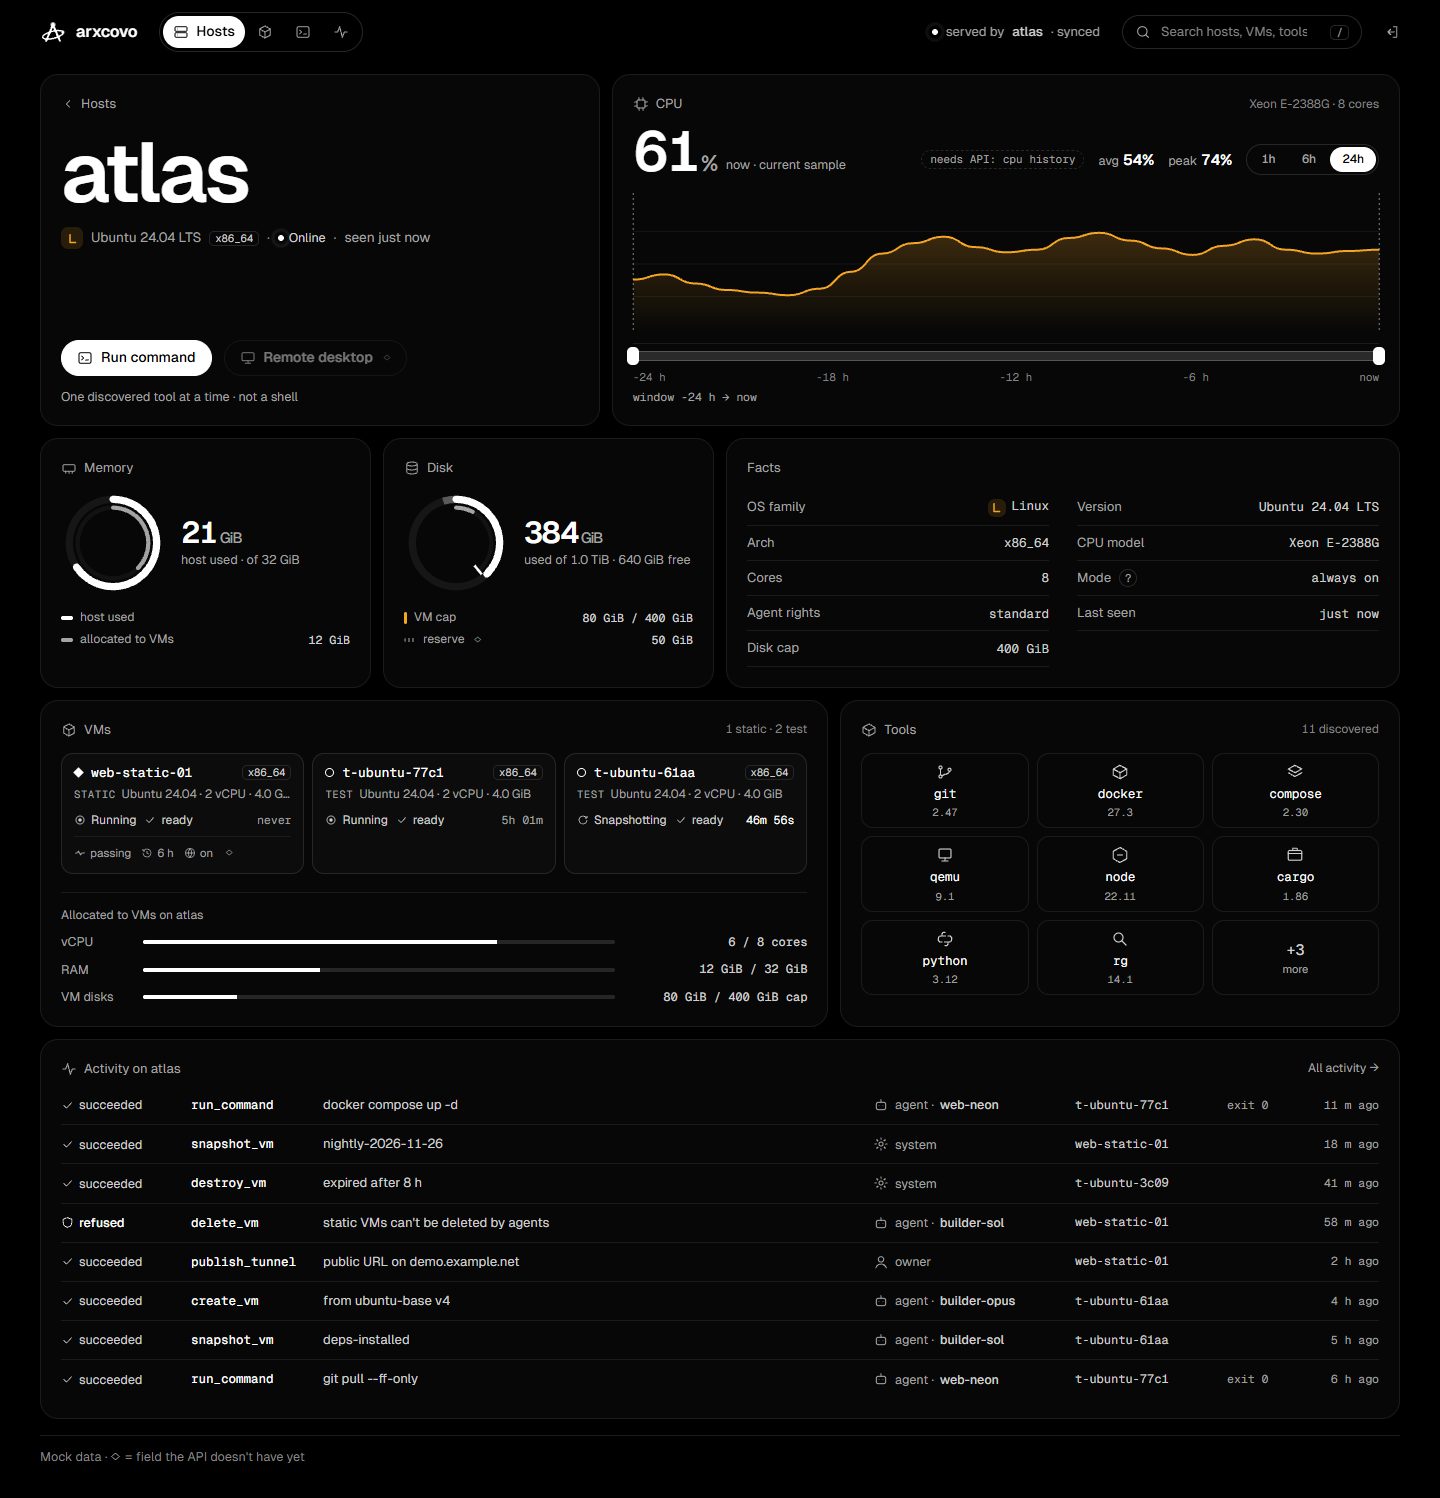 arxcovo
Hosts
served by atlas · synced
Search hosts, VMs, tools
/
Hosts
atlas
L Ubuntu 24.04 LTS x86_64 · Online · seen just now
Run command
Remote desktop
One discovered tool at a time · not a shell
CPU
Xeon E-2388G · 8 cores
61% now · current sample
needs API: cpu history
avg 54% peak 74%
1h 6h 24h
-24 h -18 h -12 h -6 h now
window -24 h → now
Memory
21 GiB
host used · of 32 GiB
host used
allocated to VMs 12 GiB
Disk
384 GiB
used of 1.0 TiB · 640 GiB free
VM cap 80 GiB / 400 GiB
reserve 50 GiB
Facts
OS family L Linux
Version Ubuntu 24.04 LTS
Arch x86_64
CPU model Xeon E-2388G
Cores 8
Mode ? always on
Agent rights standard
Last seen just now
Disk cap 400 GiB
VMs
1 static · 2 test
web-static-01 x86_64
STATIC Ubuntu 24.04 · 2 vCPU · 4.0 G…
Running ready never
passing 6 h on
t-ubuntu-77c1 x86_64
TEST Ubuntu 24.04 · 2 vCPU · 4.0 GiB
Running ready 5h 01m
t-ubuntu-61aa x86_64
TEST Ubuntu 24.04 · 2 vCPU · 4.0 GiB
Snapshotting ready 46m 56s
Allocated to VMs on atlas
vCPU 6 / 8 cores
RAM 12 GiB / 32 GiB
VM disks 80 GiB / 400 GiB cap
Tools
11 discovered
git
2.47
docker
27.3
compose
2.30
qemu
9.1
node
22.11
cargo
1.86
python
3.12
rg
14.1
+3
more
Activity on atlas
All activity →
succeeded run_command docker compose up -d agent · web-neon t-ubuntu-77c1 exit 0 11 m ago
succeeded snapshot_vm nightly-2026-11-26 system web-static-01 18 m ago
succeeded destroy_vm expired after 8 h system t-ubuntu-3c09 41 m ago
refused delete_vm static VMs can't be deleted by agents agent · builder-sol web-static-01 58 m ago
succeeded publish_tunnel public URL on demo.example.net owner web-static-01 2 h ago
succeeded create_vm from ubuntu-base v4 agent · builder-opus t-ubuntu-61aa 4 h ago
succeeded snapshot_vm deps-installed agent · builder-sol t-ubuntu-61aa 5 h ago
succeeded run_command git pull --ff-only agent · web-neon t-ubuntu-77c1 exit 0 6 h ago
Mock data · ◇ = field the API doesn't have yet